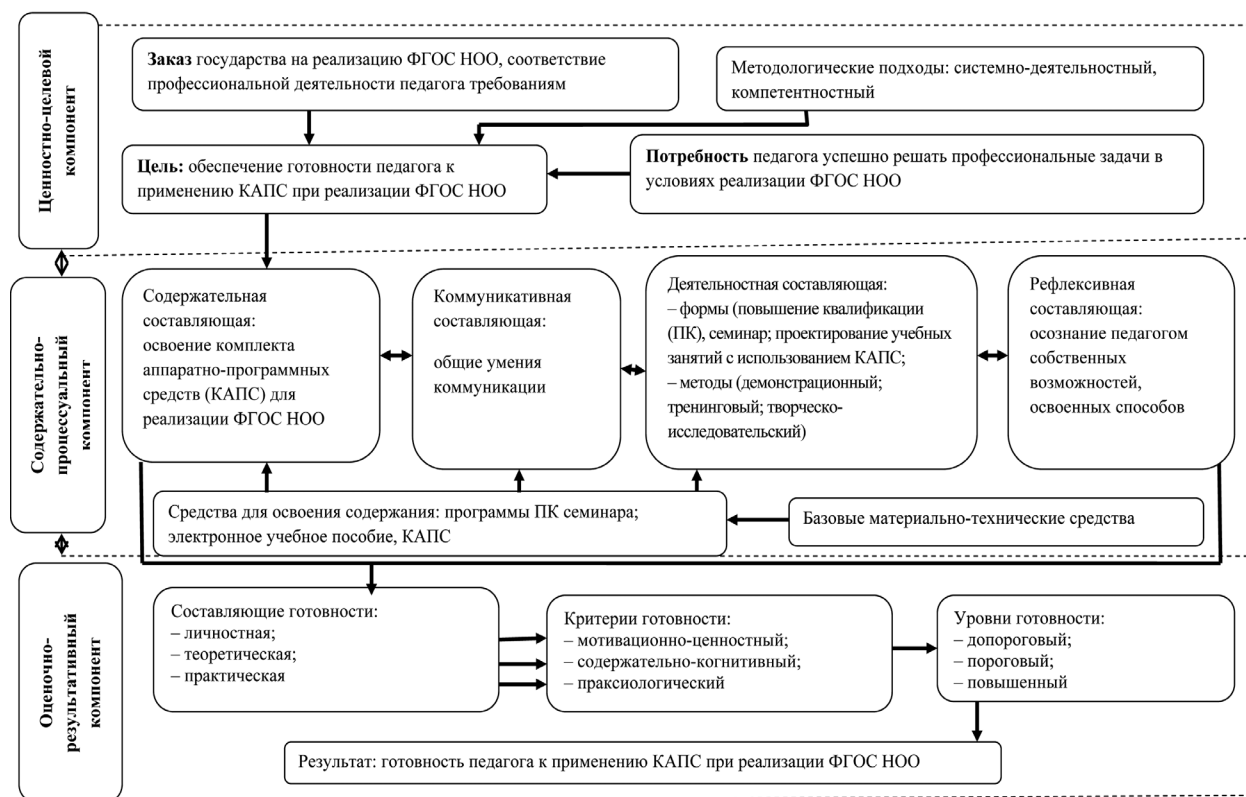 Ценностно-целевой
компонент
Заказ государства на реализацию ФГОС НОО, соответствие
профессиональной деятельности педагога требованиям
Методологические подходы: системно-деятельностный,
компетентностный
Цель: обеспечение готовности педагога к
применению КАПС при реализации ФГОС НОО
Потребность педагога успешно решать профессиональные задачи в
условиях реализации ФГОС НОО
Содержательно-
процессуальный
компонент
Содержательная
составляющая:
освоение комплекта
аппаратно-программных
средств (КАПС) для
реализации ФГОС НОО
Коммуникативная
составляющая:
общие умения
коммуникации
Деятельностная составляющая:
– формы (повышение квалификации
(ПК), семинар; проектирование учебных
занятий с использованием КАПС;
– методы (демонстрационный;
тренинговый; творческо-
исследовательский)
Рефлексивная
составляющая:
осознание педагогом
собственных
возможностей,
освоенных способов
Средства для освоения содержания: программы ПК семинара;
электронное учебное пособие, КАПС
Базовые материально-технические средства
Оценочно-
результативный
компонент
Составляющие готовности:
– личностная;
– теоретическая;
– практическая
Критерии готовности:
– мотивационно-ценностный;
– содержательно-когнитивный;
– праксиологический
Уровни готовности:
– допороговый;
– пороговый;
– повышенный
Результат: готовность педагога к применению КАПС при реализации ФГОС НОО